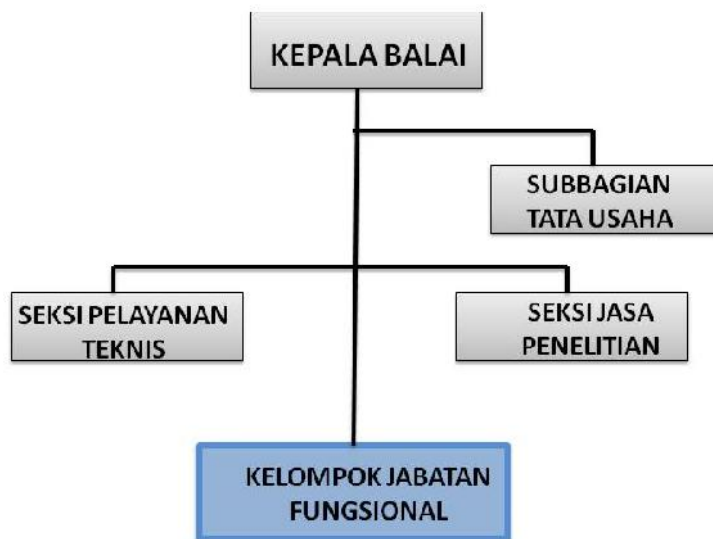 KEPALA BALAI
SUBBAGIAN
TATA USAHA
SEKSI PELAYANAN
TEKNIS
SEKSI JASA
PENELITIAN
KELOMPOK JABATAN
FUNGSIONAL